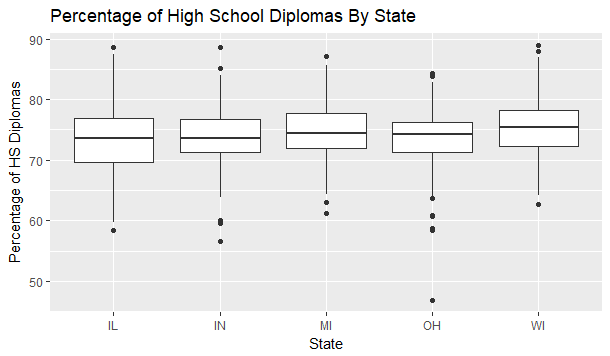 Percentage of High School Diplomas By State
Percentage of HS Diplomas
90
80
70
60
50
IL IN MI OH WI
State